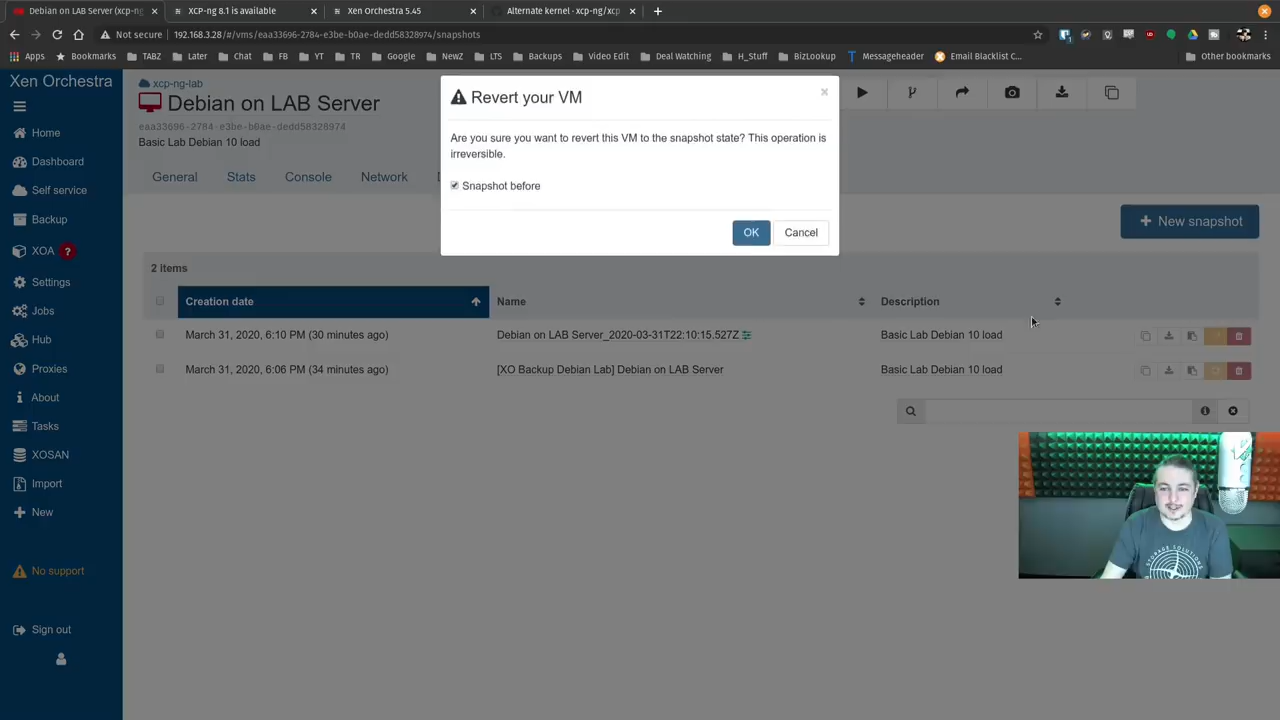 Debian on LAB Server (xcp-n
XCP-ng 8.1 is available
Xen Orchestra 5.45
Alternate kernel - xcp-ng/xcp
Not secure
192.168.3.28/#/vms/eaa33696-2784-e3be-b0ae-dedd58328974/snapshots
Apps
Bookmarks
TABZ
Later
Chat
FB
YT
TR
Google
NewW
LTS
Backups
Video Edit
Deal Watching
H_Stuff
BizLookup
Messageheader
Email Blacklist C...
Other bookmarks
Xen Orchestra
Home
Dashboard
Self service
Backup
XOA ?
Settings
Jobs
Hub
Proxies
About
Tasks
XOSAN
Import
New
No support
Sign out
xcp-ng-lab
Debian on LAB Server
eaa33696-2784-e3be-b0ae-dedd58328974
Basic Lab Debian 10 load
General
Stats
Console
Network
Revert your VM
×
Are you sure you want to revert this VM to the snapshot state? This operation is
irreversible.
Snapshot before
OK
Cancel
+ New snapshot
2 Items
Creation date
Name
Description
March 31, 2020, 6:10 PM (30 minutes ago)
Debian on LAB Server_2020-03-31T22:10:15.527Z
Basic Lab Debian 10 load
March 31, 2020, 6:06 PM (34 minutes ago)
[XO Backup Debian Lab] Debian on LAB Server
Basic Lab Debian 10 load